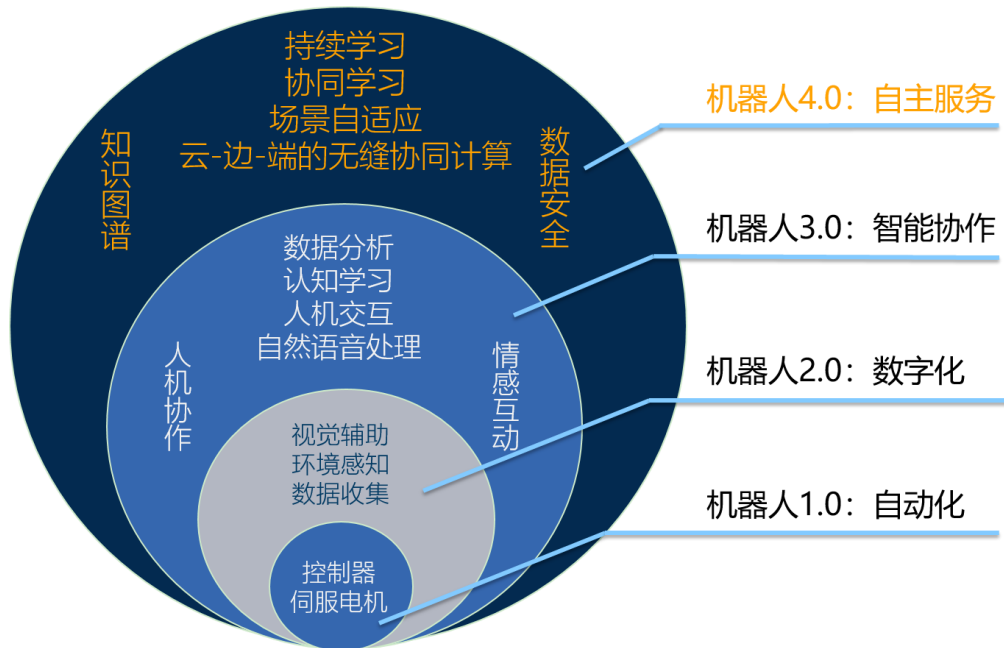 持续学习
协同学习
场景自适应
云-边-端的无缝协同计算
知识图谱
数据安全
机器人4.0：自主服务
数据分析
认知学习
人机交互
自然语音处理
人机协作
情感互动
机器人3.0：智能协作
视觉辅助
环境感知
数据收集
机器人2.0：数字化
控制器
伺服电机
机器人1.0：自动化